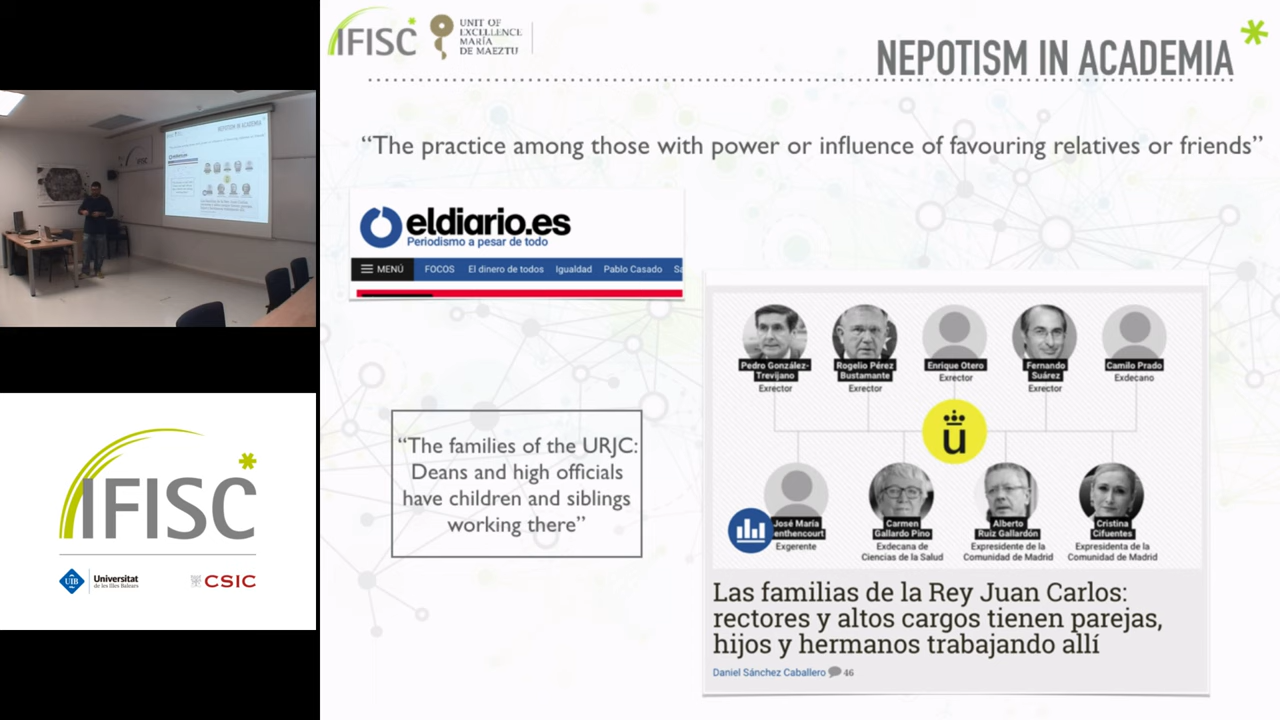 IFISC
UNIT OF
EXCELLENCE
MARÍA
DE MAEZTU
NEPOTISM IN ACADEMIA
“The practice among those with power or influence of favouring relatives or friends”
eldiario.es
Periodismo a pesar de todo
MENÚ FOCOS El dinero de todos Igualdad Pablo Casado Sa
“The families of the URJC:
Deans and high officials
have children and siblings
working there”
Pedro González-
Trevijano
Exrector
Rogelio Pérez
Bustamante
Exrector
Enrique Otero
Exrector
Fernando
Suárez
Exrector
Camilo Prado
Exdecano
ü
José María
enthencourt
Exgerente
Carmen
Gallardo Pino
Exdecana de
Ciencias de la Salud
Alberto
Ruiz Gallardón
Expresidente de la
Comunidad de Madrid
Cristina
Cifuentes
Expresidenta de la
Comunidad de Madrid
Las familias de la Rey Juan Carlos:
rectores y altos cargos tienen parejas,
hijos y hermanos trabajando allí
Daniel Sánchez Caballero 46
NEPOTISM IN ACADEMIA
IFISC
UIB
Universitat
de les Illes Balears
CSIC